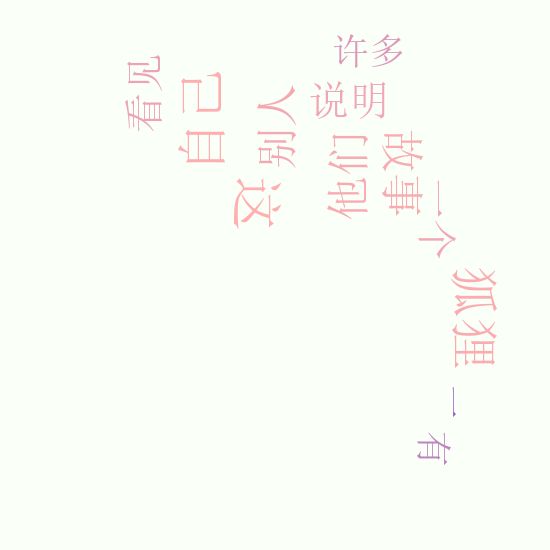 许多
看见
自己
别人
说明
这
他们
故事
一个
狐狸
一
有